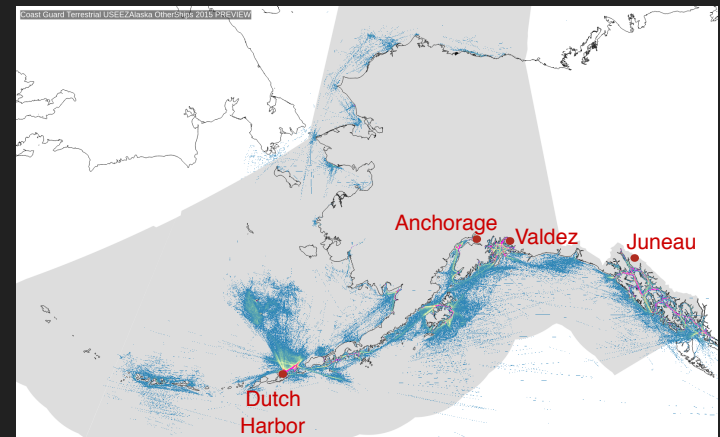 Coast Guard Terrestrial USEEZAlaska OtherShips 2015 PREVIEW
Anchorage
Valdez
Juneau
Dutch
Harbor